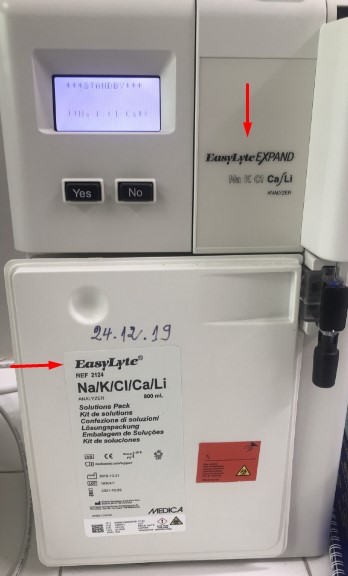 ***STANDBY***
Yes
No
EasyLyte EXPAND
Na K Cl Ca/Li
ANALYZER
24.12.19
EasyLyte®
REF 2124
Na/K/Cl/Ca/Li
ANALYZER 800 mL
Solutions Pack
Kit de solutions
Confezione di soluzioni
Lösungspackung
Embalagem de Soluções
Kit de soluciones
CE
MEDICA